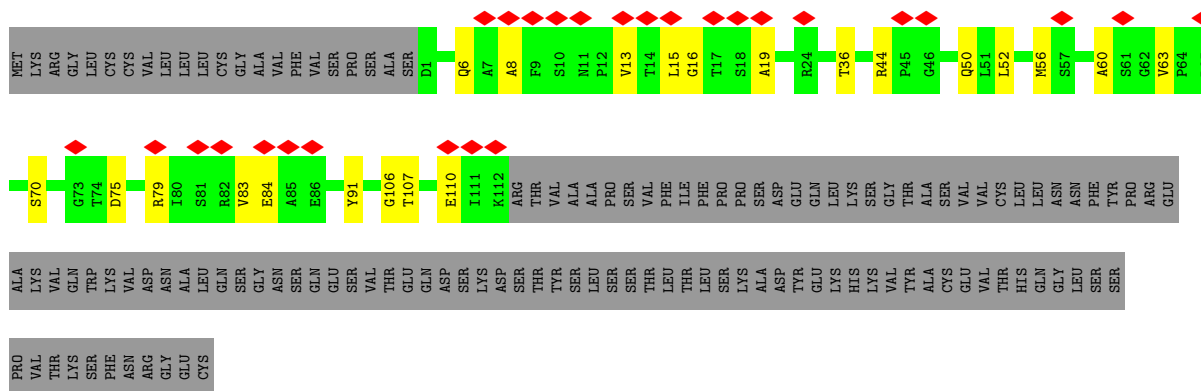 MET LYS ARG GLY LEU CYS CYS VAL LEU LEU LEU CYS GLY ALA VAL PHE VAL SER PRO SER ALA SER D1 Q6 A7 A8 F9 S10 N11 P12 V13 T14 L15 G16 T17 S18 A19 R24 T36 R44 P45 G46 Q50 L51 L52 M56 S57 A60 S61 G62 V63 P64
S70 G73 T74 D75 R79 I80 S81 R82 V83 E84 A85 E86 Y91 G106 T107 E110 I111 K112 ARG THR VAL ALA ALA PRO SER VAL PHE ILE PHE PRO PRO SER ASP GLU GLN LEU LYS SER GLY THR ALA SER VAL VAL CYS LEU LEU ASN ASN PHE TYR PRO ARG GLU
ALA LYS VAL GLN TRP LYS VAL ASP ASN ALA LEU GLN SER GLY ASN SER GLN GLU SER VAL THR GLU GLN ASP SER LYS ASP SER THR TYR SER LEU SER SER THR LEU THR LEU SER LYS ALA ASP TYR GLU LYS HIS LYS VAL TYR ALA CYS GLU VAL THR HIS GLN GLY LEU SER SER
PRO VAL THR LYS SER PHE ASN ARG GLY GLU CYS